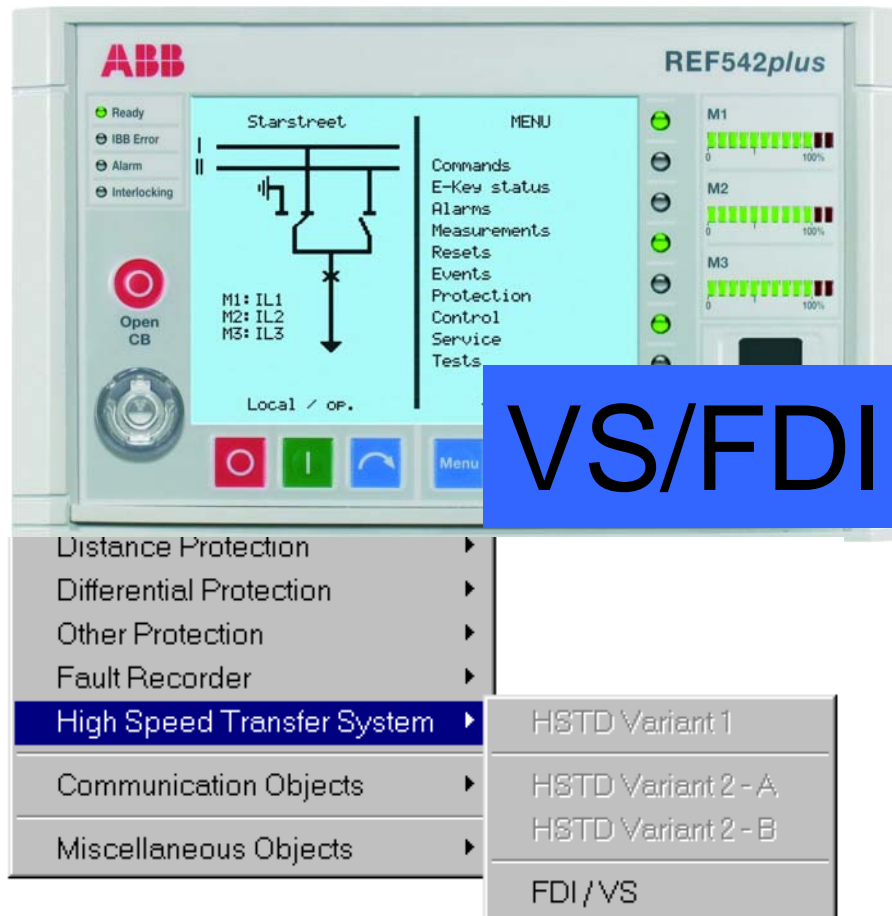 ABB
REF542plus
Ready
IBB Error
Alarm
Interlocking
Open
CB
Starstreet
I
II
M1: IL1
M2: IL2
M3: IL3
Local / op.
MENU
Commands
E-Key status
Alarms
Measurements
Resets
Events
Protection
Control
Service
Tests
M1
0 100%
M2
0 100%
M3
0 100%
Menu
VS/FDI
Distance Protection
Differential Protection
Other Protection
Fault Recorder
High Speed Transfer System
Communication Objects
Miscellaneous Objects
HSTD Variant 1
HSTD Variant 2 - A
HSTD Variant 2 - B
FDI / VS